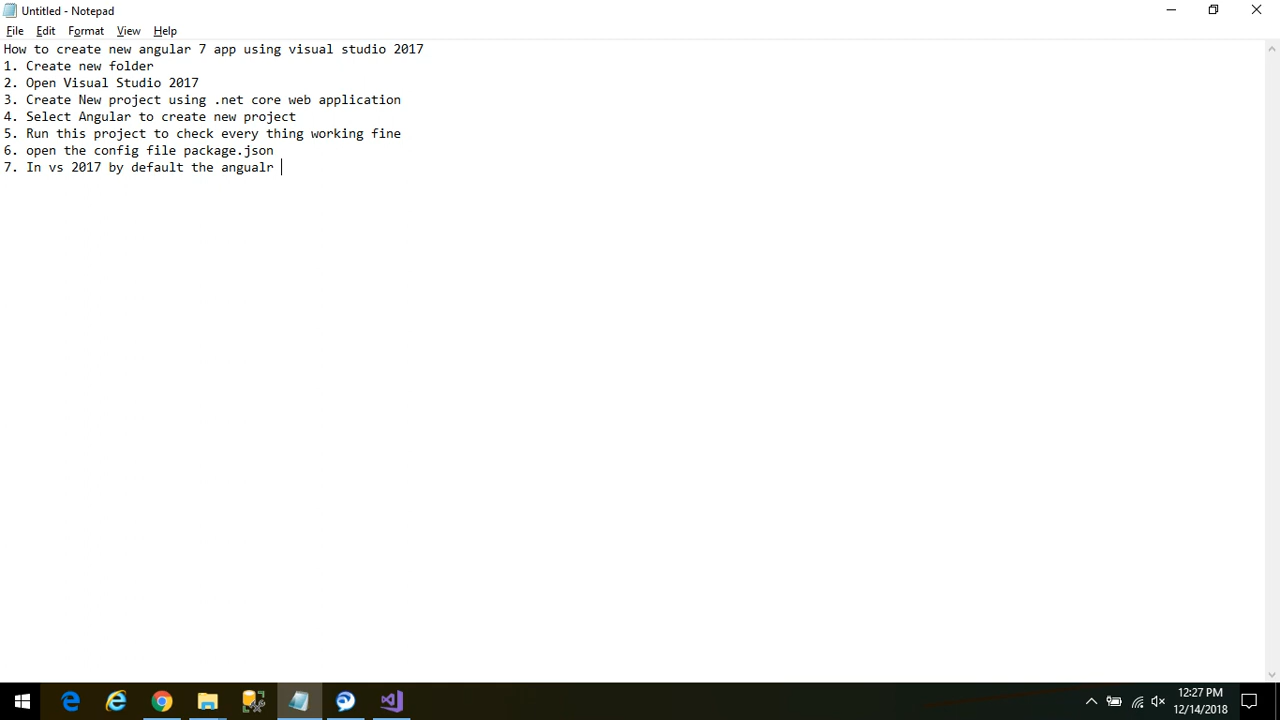 Untitled - Notepad
File Edit Format View Help
How to create new angular 7 app using visual studio 2017
1. Create new folder
2. Open Visual Studio 2017
3. Create New project using .net core web application
4. Select Angular to create new project
5. Run this project to check every thing working fine
6. open the config file package.json
7. In vs 2017 by default the angualr
12:27 PM
12/14/2018